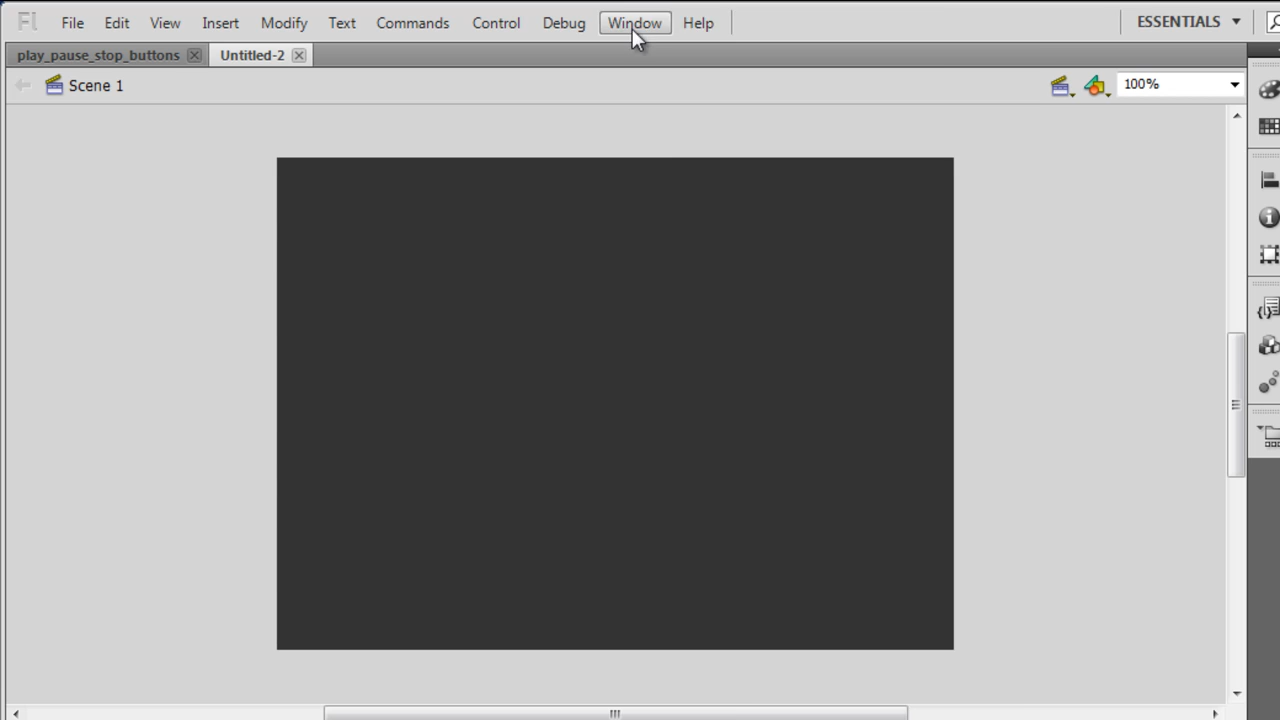 Fl File Edit View Insert Modify Text Commands Control Debug Window Help ESSENTIALS
play_pause_stop_buttons Untitled-2
Scene 1 100%